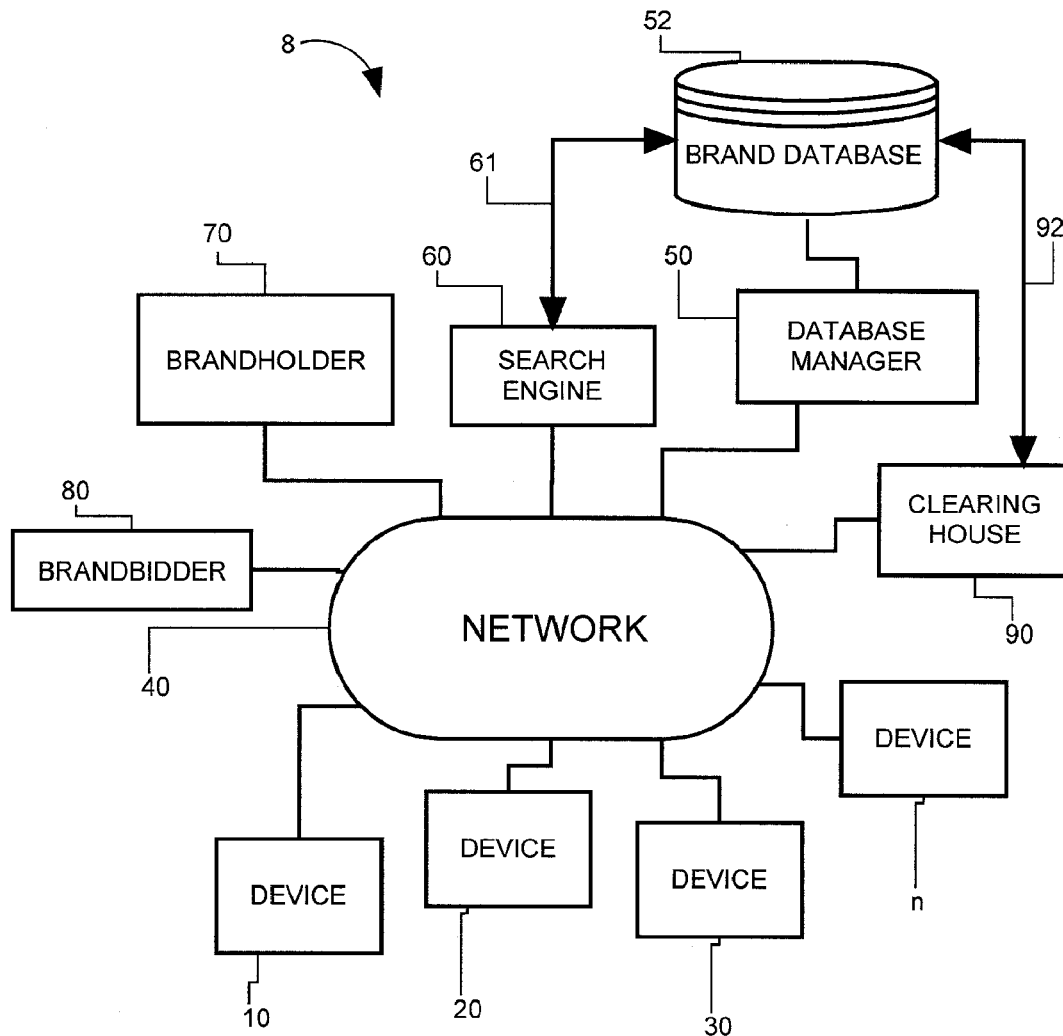 8
52
BRAND DATABASE
61
92
70
60
50
BRANDHOLDER
SEARCH
ENGINE
DATABASE
MANAGER
80
BRANDBIDDER
CLEARING
HOUSE
NETWORK
40
90
DEVICE
DEVICE
DEVICE
DEVICE
n
10
20
30